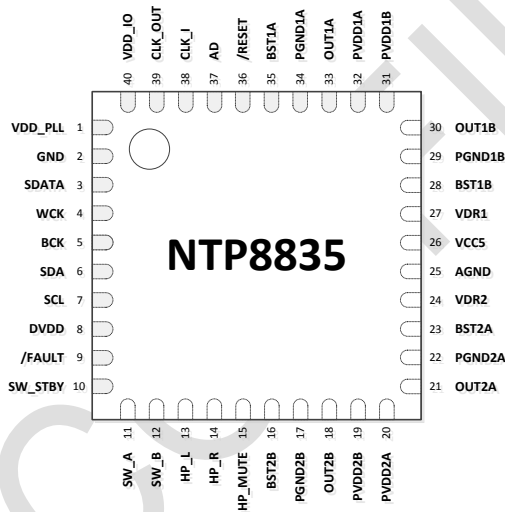 VDD_IO
CLK_OUT
CLK_I
AD
/RESET
BST1A
PGND1A
OUT1A
PVDD1A
PVDD1B
40 39 38 37 36 35 34 33 32 31
VDD_PLL 1
GND 2
SDATA 3
WCK 4
BCK 5
SDA 6
SCL 7
DVDD 8
/FAULT 9
SW_STBY 10
NTP8835
30 OUT1B
29 PGND1B
28 BST1B
27 VDR1
26 VCC5
25 AGND
24 VDR2
23 BST2A
22 PGND2A
21 OUT2A
11 12 13 14 15 16 17 18 19 20
SW_A
SW_B
HP_L
HP_R
HP_MUTE
BST2B
PGND2B
OUT2B
PVDD2B
PVDD2A